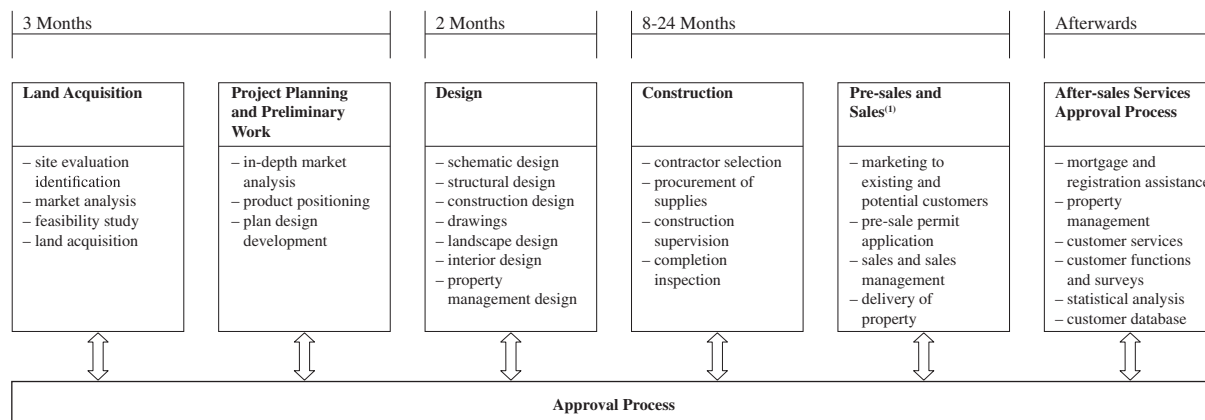 3 Months
2 Months
8-24 Months
Afterwards
Land Acquisition
– site evaluation
identification
– market analysis
– feasibility study
– land acquisition
Project Planning
and Preliminary
Work
– in-depth market
analysis
– product positioning
– plan design
development
Design
– schematic design
– structural design
– construction design
– drawings
– landscape design
– interior design
– property
management design
Construction
– contractor selection
– procurement of
supplies
– construction
supervision
– completion
inspection
Pre-sales and
Sales(1)
– marketing to
existing and
potential customers
– pre-sale permit
application
– sales and sales
management
– delivery of
property
After-sales Services
Approval Process
– mortgage and
registration assistance
– property
management
– customer services
– customer functions
and surveys
– statistical analysis
– customer database
Approval Process